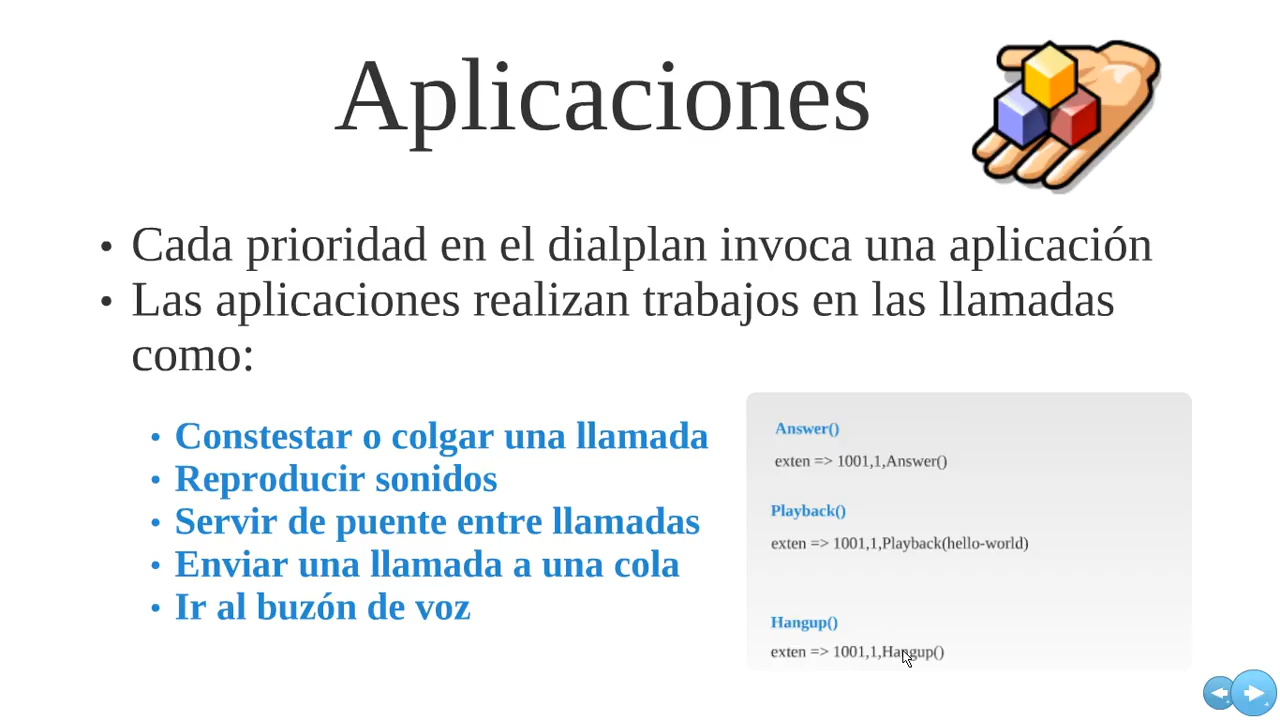 Aplicaciones
• Cada prioridad en el dialplan invoca una aplicación
• Las aplicaciones realizan trabajos en las llamadas
como:
• Constestar o colgar una llamada
• Reproducir sonidos
• Servir de puente entre llamadas
• Enviar una llamada a una cola
• Ir al buzón de voz
Answer()
exten => 1001,1,Answer()
Playback()
exten => 1001,1,Playback(hello-world)
Hangup()
exten => 1001,1,Hangup()